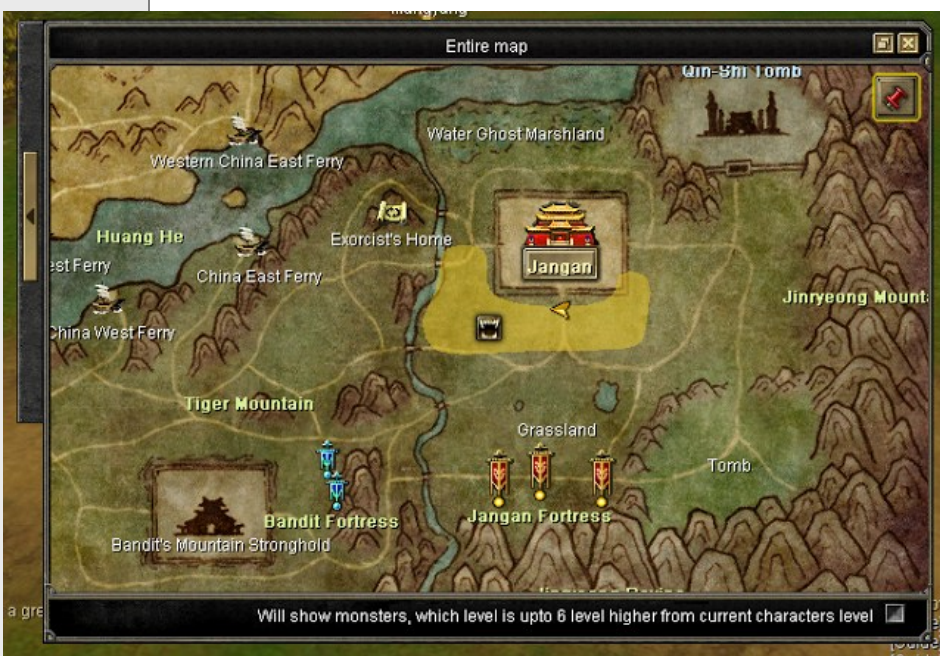 Entire map
Qin-Shi Tomb
Water Ghost Marshland
Western China East Ferry
Exorcist's Home
Huang He
est Ferry
China East Ferry
Jangan
Jinryeong Mount
China West Ferry
Tiger Mountain
Grassland
Tomb
Jangan Fortress
Bandit Fortress
Bandit's Mountain Stronghold
a gre
Will show monsters, which level is upto 6 level higher from current characters level